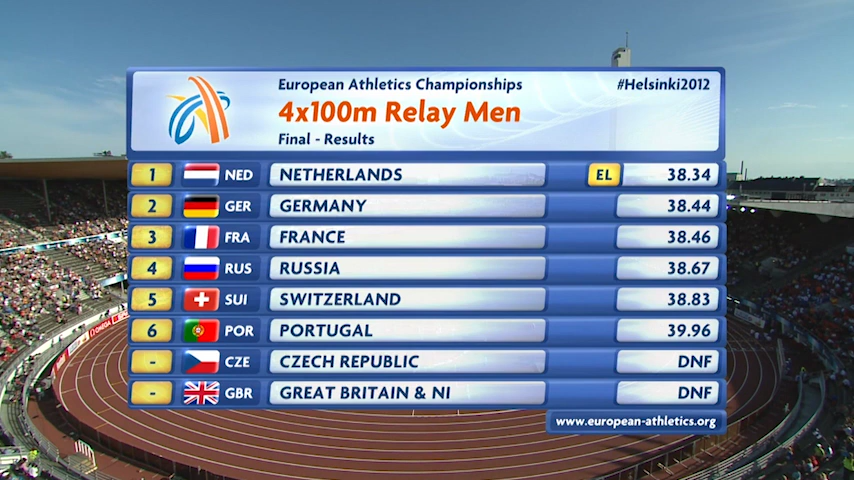 European Athletics Championships #Helsinki2012
4x100m Relay Men
Final - Results
1 NED NETHERLANDS EL 38.34
2 GER GERMANY 38.44
3 FRA FRANCE 38.46
4 RUS RUSSIA 38.67
5 SUI SWITZERLAND 38.83
6 POR PORTUGAL 39.96
- CZE CZECH REPUBLIC DNF
- GBR GREAT BRITAIN & NI DNF
www.european-athletics.org